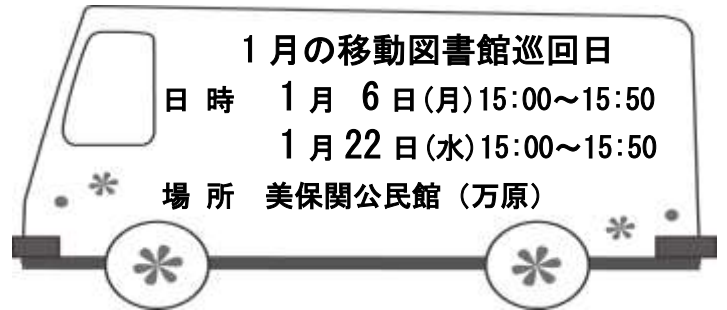 1月の移動図書館巡回日
日 時 1月 6日(月)15:00～15:50
1月22日(水)15:00～15:50
場 所 美保関公民館（万原）